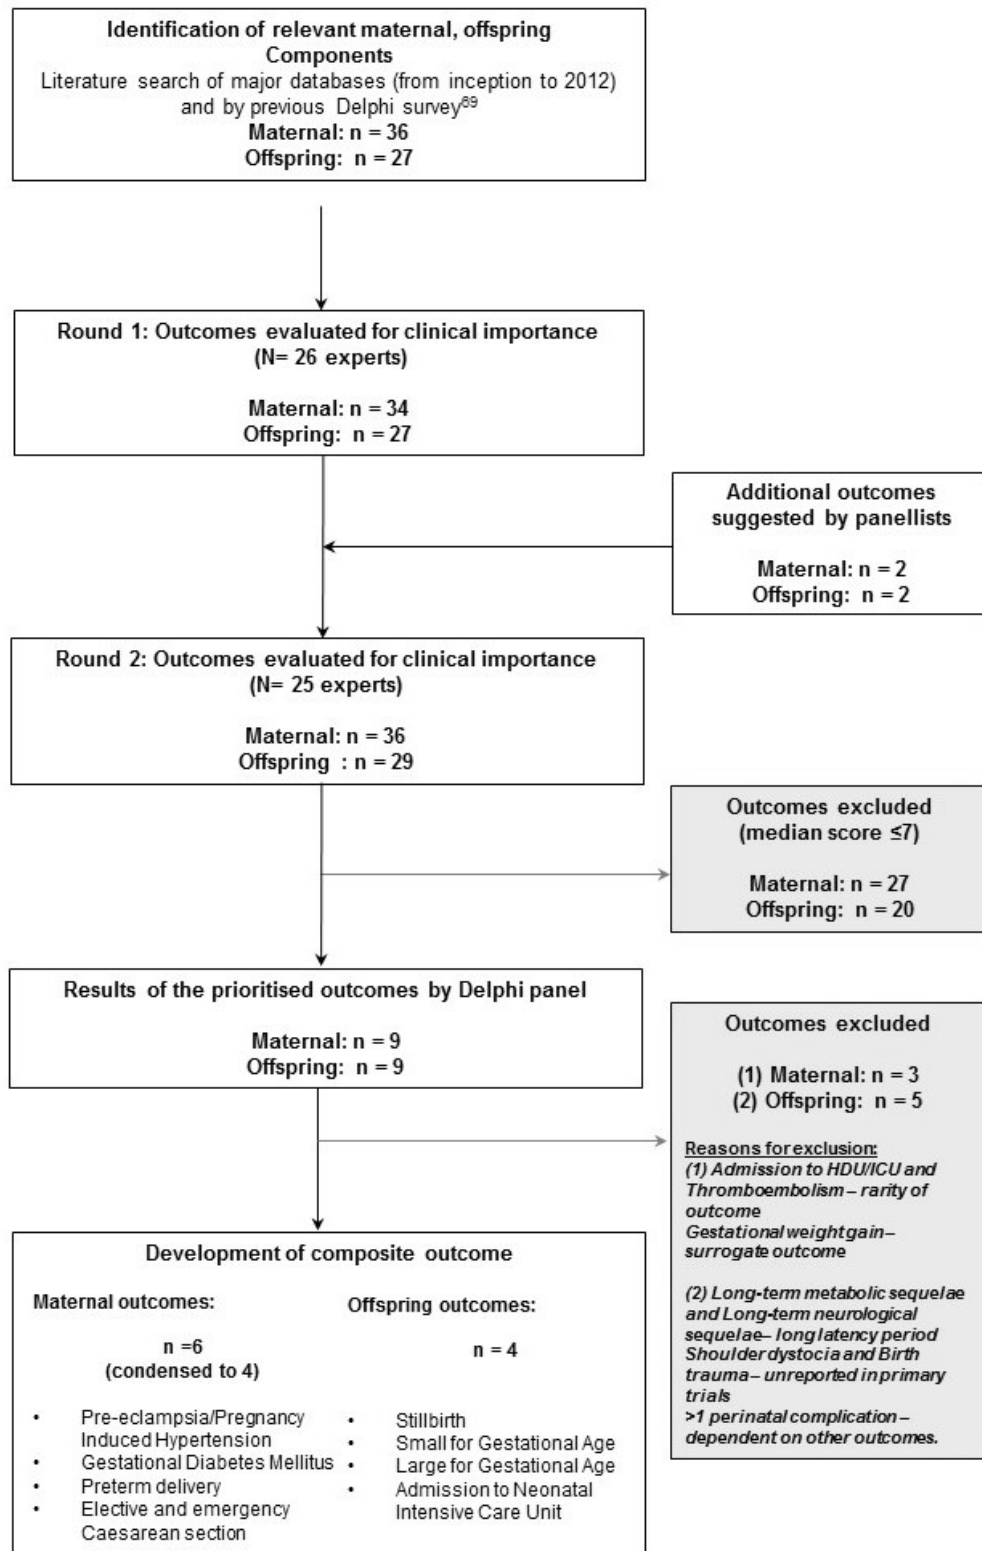 Identification of relevant maternal, offspring
Components
Literature search of major databases (from inception to 2012)
and by previous Delphi survey⁸⁹
Maternal: n = 36
Offspring: n = 27
Round 1: Outcomes evaluated for clinical importance
(N= 26 experts)
Maternal: n = 34
Offspring: n = 27
Additional outcomes
suggested by panellists
Maternal: n = 2
Offspring: n = 2
Round 2: Outcomes evaluated for clinical importance
(N= 25 experts)
Maternal: n = 36
Offspring : n = 29
Outcomes excluded
(median score ≤7)
Maternal: n = 27
Offspring: n = 20
Results of the prioritised outcomes by Delphi panel
Maternal: n = 9
Offspring: n = 9
Outcomes excluded
(1) Maternal: n = 3
(2) Offspring: n = 5
Reasons for exclusion:
(1) Admission to HDU/ICU and
Thromboembolism – rarity of
outcome
Gestational weight gain–
surrogate outcome
(2) Long-term metabolic sequelae
and Long-term neurological
sequelae– long latency period
Shoulder dystocia and Birth
trauma– unreported in primary
trials
>1 perinatal complication –
dependent on other outcomes.
Development of composite outcome
Maternal outcomes:
n =6
(condensed to 4)
• Pre-eclampsia/Pregnancy
Induced Hypertension
• Gestational Diabetes Mellitus
• Preterm delivery
• Elective and emergency
Caesarean section
Offspring outcomes:
n = 4
• Stillbirth
• Small for Gestational Age
• Large for Gestational Age
• Admission to Neonatal
Intensive Care Unit